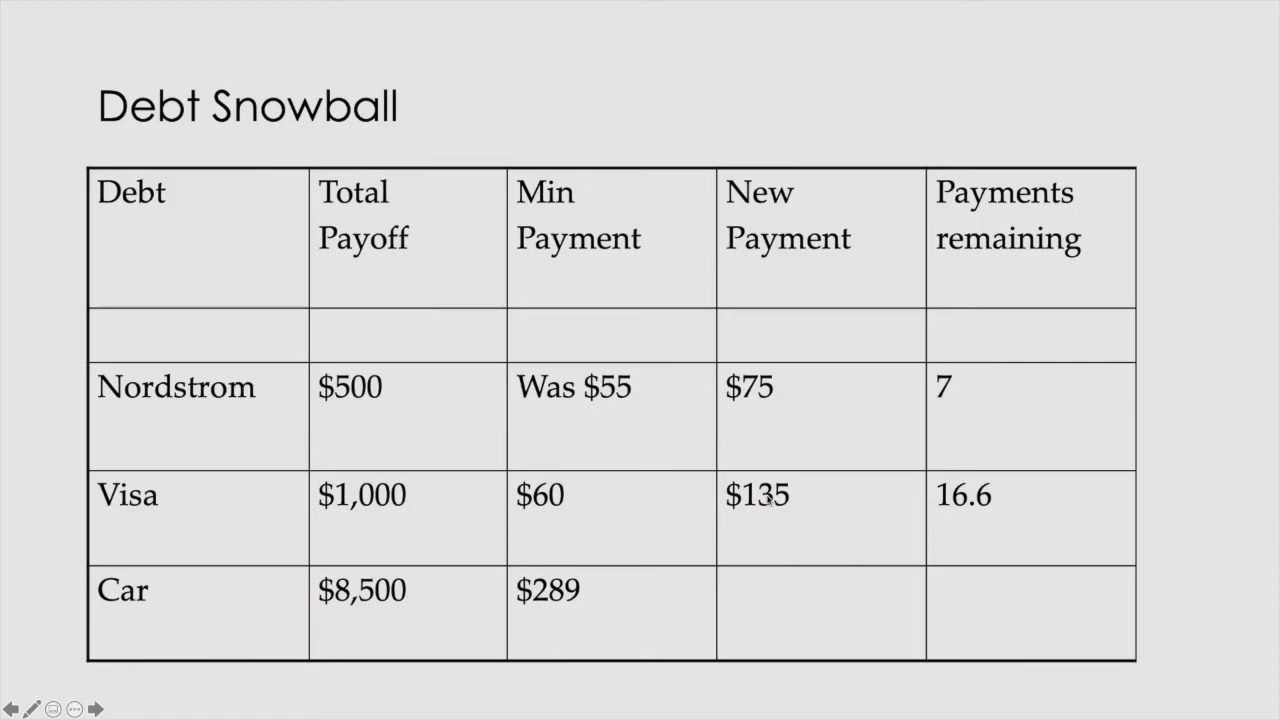 Debt Snowball
Debt
Total
Payoff
Min
Payment
New
Payment
Payments
remaining
Nordstrom
$500
Was $55
$75
7
Visa
$1,000
$60
$135
16.6
Car
$8,500
$289